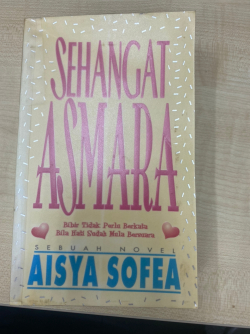 SEHANGAT
ASMARA
Bibir Tidak Perlu Berkata
Bila Hati Sudah Mula Bersuara
SEBUAH NOVEL
AISYA SOFEA